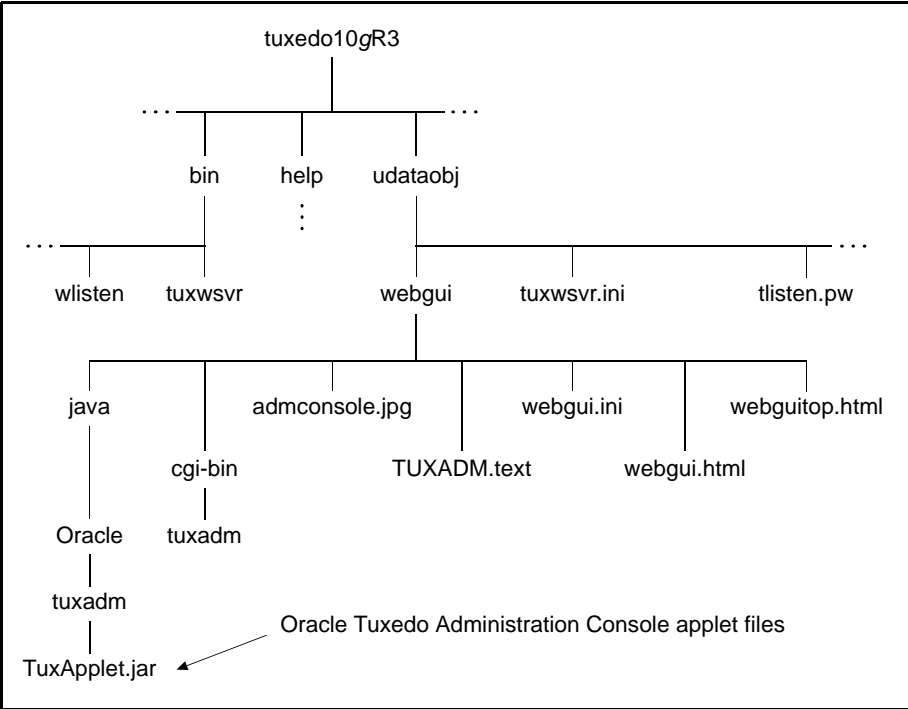 tuxedo10gR3
bin help udataobj
wlisten tuxwsvr webgui tuxwsvr.ini tlisten.pw
java admconsole.jpg webgui.ini webguitop.html
cgi-bin TUXADM.text webgui.html
Oracle tuxadm
tuxadm
Oracle Tuxedo Administration Console applet files
TuxApplet.jar